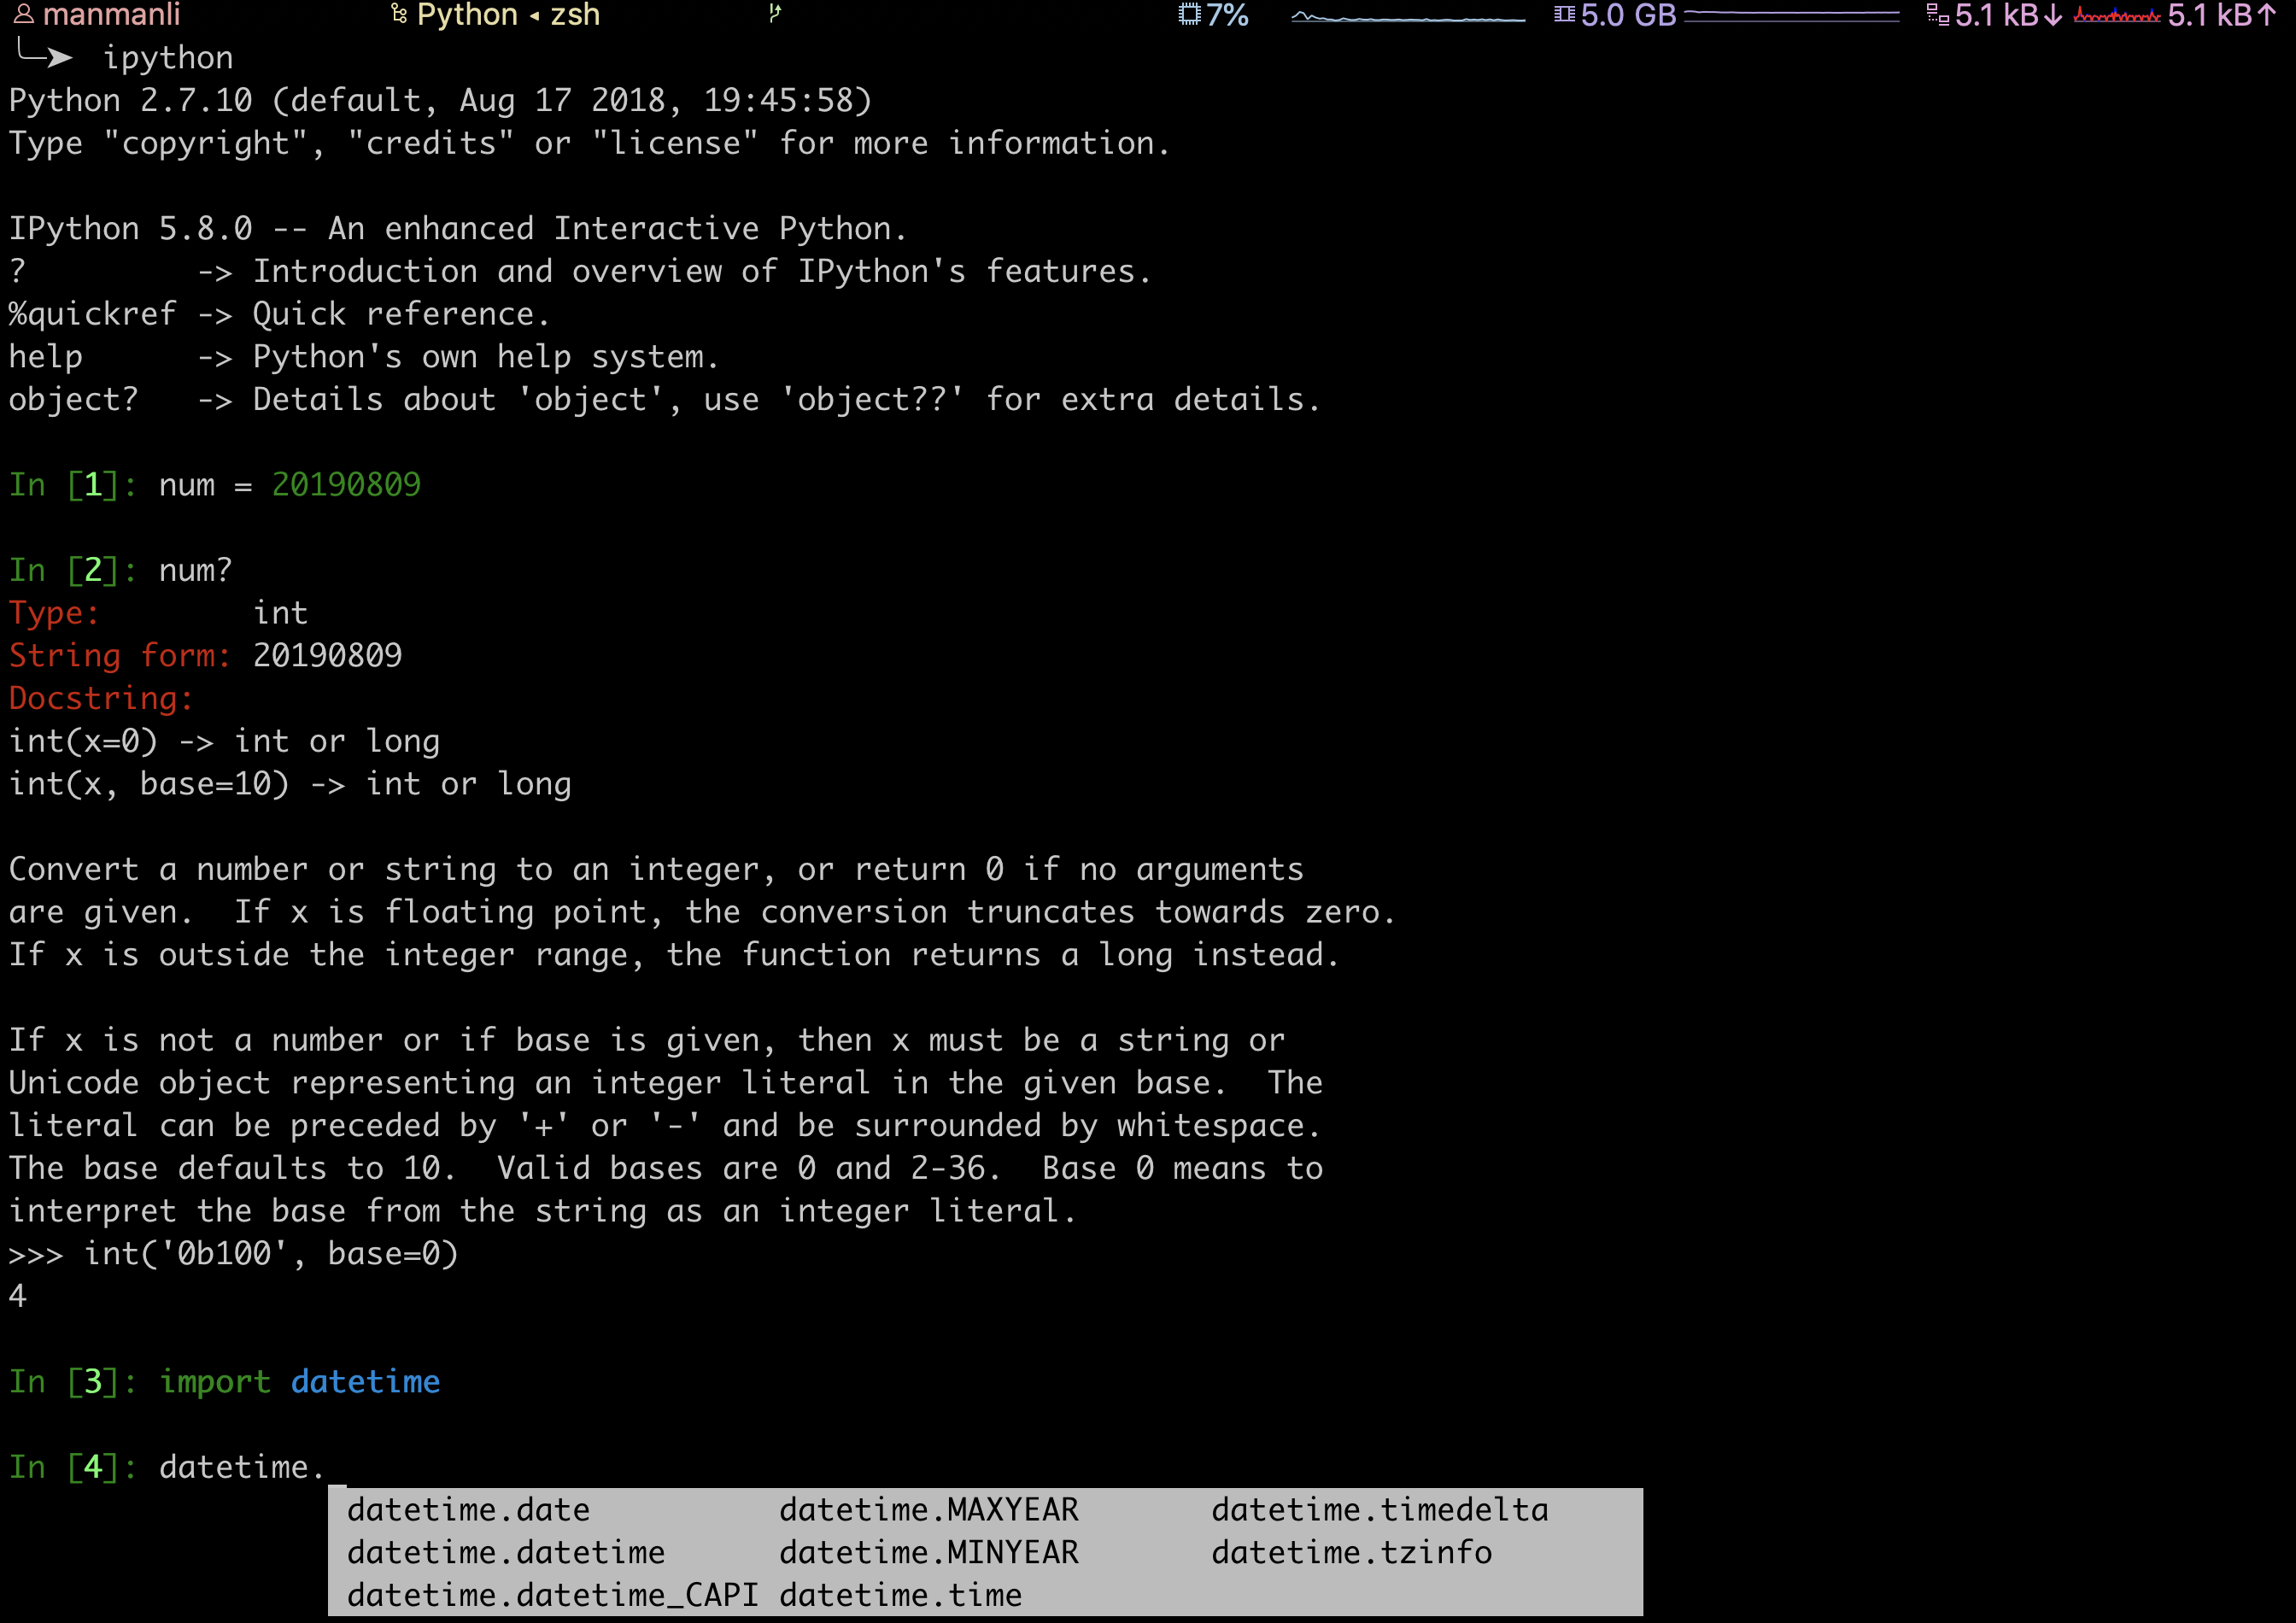 manmanli Python ◂ zsh 7% 5.0 GB 5.1 kB↓ 5.1 kB↑
ipython
Python 2.7.10 (default, Aug 17 2018, 19:45:58)
Type "copyright", "credits" or "license" for more information.
IPython 5.8.0 -- An enhanced Interactive Python.
?         -> Introduction and overview of IPython's features.
%quickref -> Quick reference.
help      -> Python's own help system.
object?   -> Details about 'object', use 'object??' for extra details.
In [1]: num = 20190809
In [2]: num?
Type:        int
String form: 20190809
Docstring:
int(x=0) -> int or long
int(x, base=10) -> int or long
Convert a number or string to an integer, or return 0 if no arguments
are given.  If x is floating point, the conversion truncates towards zero.
If x is outside the integer range, the function returns a long instead.
If x is not a number or if base is given, then x must be a string or
Unicode object representing an integer literal in the given base.  The
literal can be preceded by '+' or '-' and be surrounded by whitespace.
The base defaults to 10.  Valid bases are 0 and 2-36.  Base 0 means to
interpret the base from the string as an integer literal.
>>> int('0b100', base=0)
4
In [3]: import datetime
In [4]: datetime.
datetime.date          datetime.MAXYEAR       datetime.timedelta
datetime.datetime      datetime.MINYEAR       datetime.tzinfo
datetime.datetime_CAPI datetime.time